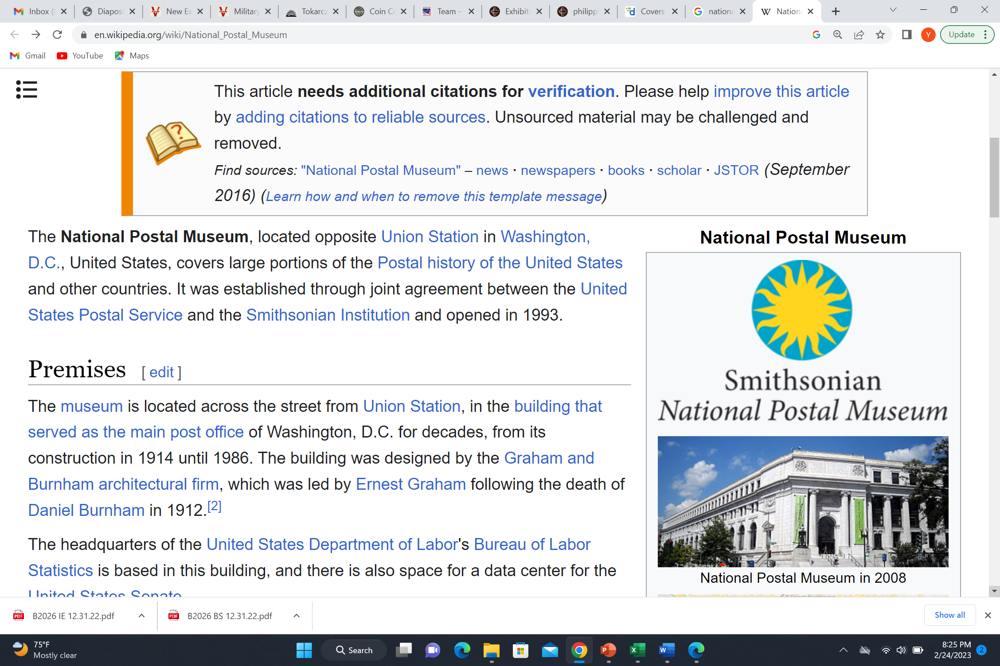 Inbox (
Diapos
New Ex
Military
Tokarcz
Coin Co
Team –
Exhibit
philipp
Covers
nationa
Nation
en.wikipedia.org/wiki/National_Postal_Museum
Y
Update
Gmail
YouTube
Maps
This article needs additional citations for verification. Please help improve this article
by adding citations to reliable sources. Unsourced material may be challenged and
removed.
Find sources: "National Postal Museum" – news · newspapers · books · scholar · JSTOR (September
2016) (Learn how and when to remove this template message)
The National Postal Museum, located opposite Union Station in Washington,
D.C., United States, covers large portions of the Postal history of the United States
and other countries. It was established through joint agreement between the United
States Postal Service and the Smithsonian Institution and opened in 1993.
Premises [ edit ]
The museum is located across the street from Union Station, in the building that
served as the main post office of Washington, D.C. for decades, from its
construction in 1914 until 1986. The building was designed by the Graham and
Burnham architectural firm, which was led by Ernest Graham following the death of
Daniel Burnham in 1912.[2]
The headquarters of the United States Department of Labor's Bureau of Labor
Statistics is based in this building, and there is also space for a data center for the
United States Senate
National Postal Museum
Smithsonian
National Postal Museum
National Postal Museum in 2008
B2026 IE 12.31.22.pdf
B2026 BS 12.31.22.pdf
Show all
75°F
Mostly clear
Search
8:25 PM
2/24/2023
2